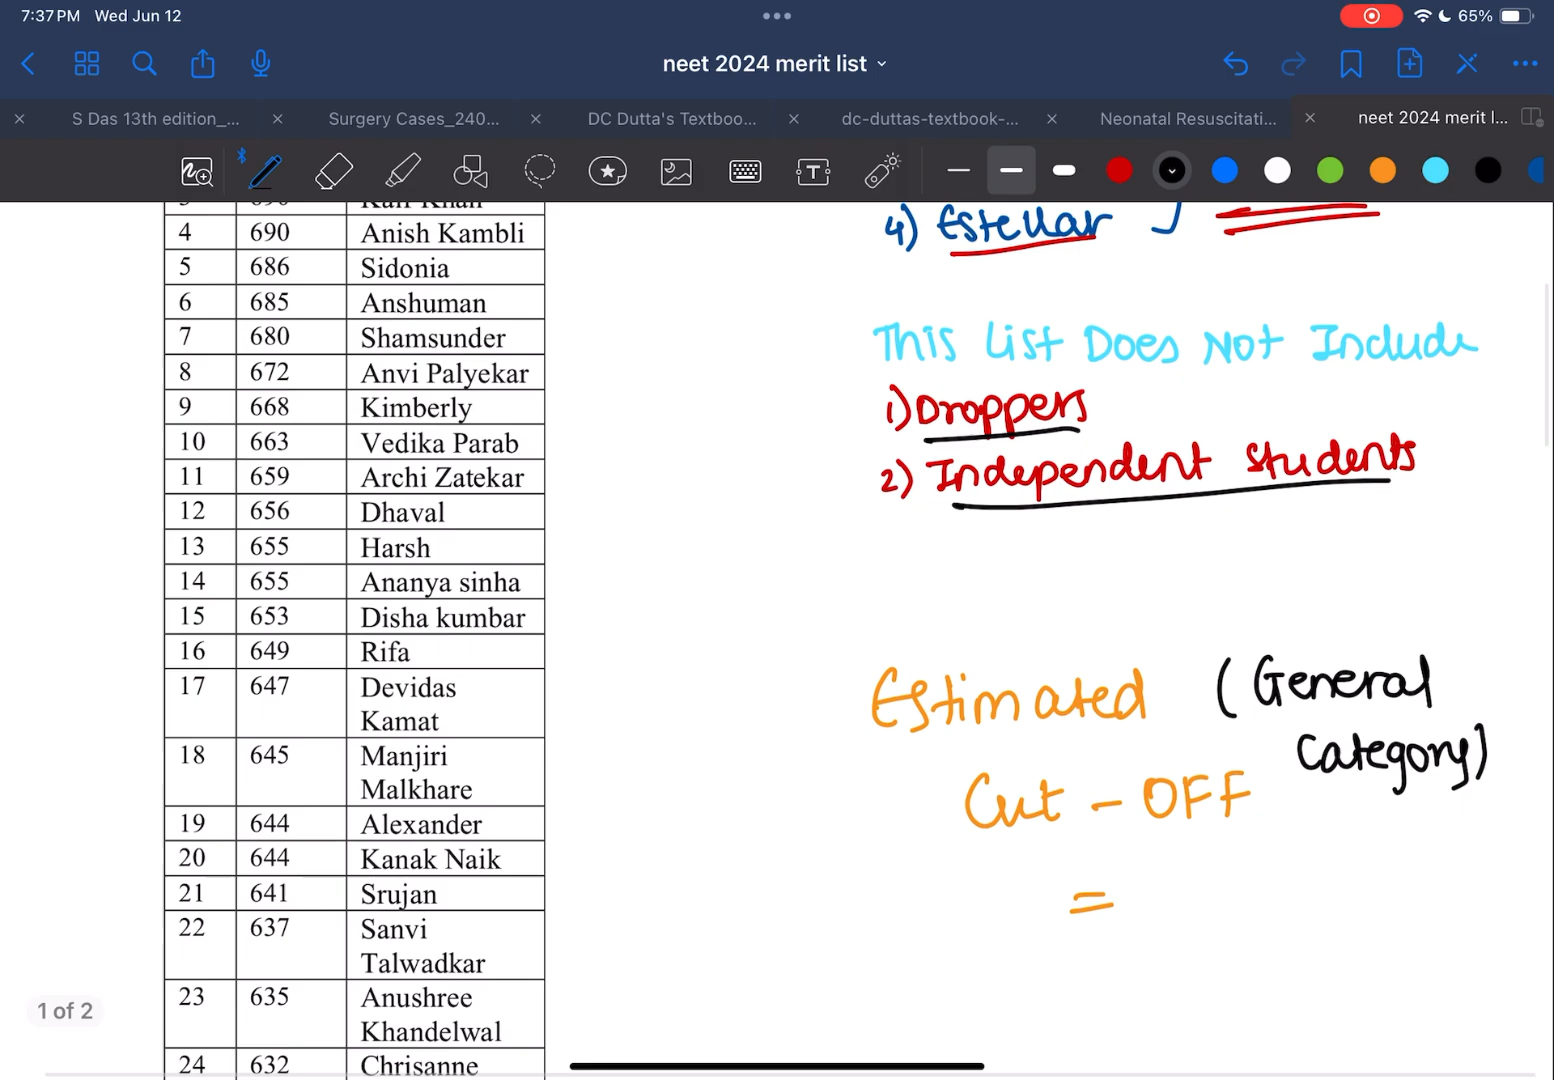 7:37 PM Wed Jun 12
65%
neet 2024 merit list
S Das 13th edition_...
Surgery Cases_240...
DC Dutta's Textboo...
dc-duttas-textbook-...
Neonatal Resuscitati...
neet 2024 merit l...
4 690 Anish Kambli
5 686 Sidonia
6 685 Anshuman
7 680 Shamsunder
8 672 Anvi Palyekar
9 668 Kimberly
10 663 Vedika Parab
11 659 Archi Zatekar
12 656 Dhaval
13 655 Harsh
14 655 Ananya sinha
15 653 Disha kumbar
16 649 Rifa
17 647 Devidas
Kamat
18 645 Manjiri
Malkhare
19 644 Alexander
20 644 Kanak Naik
21 641 Srujan
22 637 Sanvi
Talwadkar
23 635 Anushree
Khandelwal
24 632 Chrisanne
4) Estellar
This List Does Not Include
1) Droppers
2) Independent Students
Estimated (General
Category)
Cut - OFF
=
1 of 2